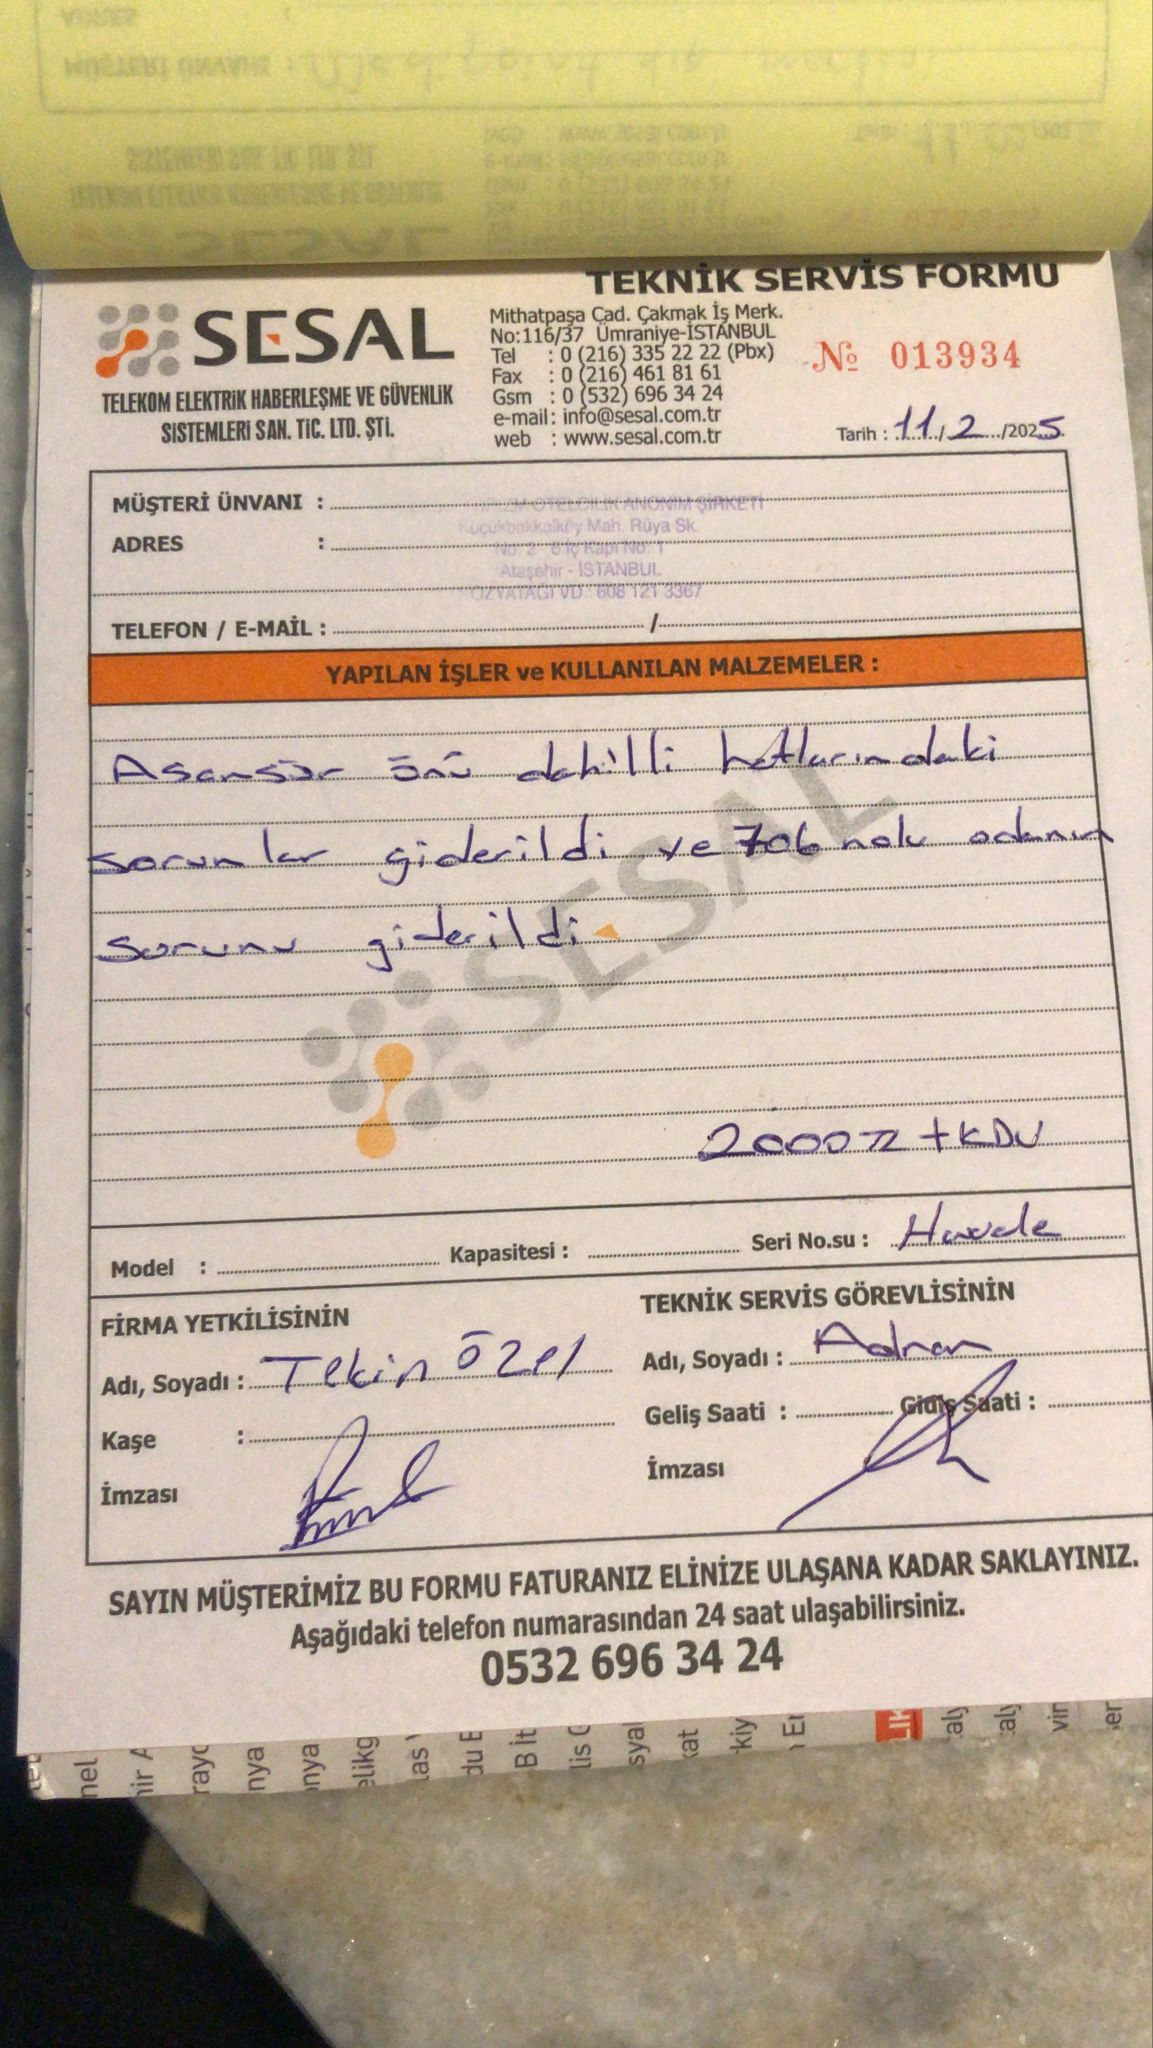 ADRES
MÜŞTERİ ÜNVANI :
TEKNİK SERVİS FORMU
SESAL
TELEKOM ELEKTRİK HABERLEŞME VE GÜVENLİK
SİSTEMLERİ SAN. TİC. LTD. ŞTİ.
Mithatpaşa Cad. Çakmak İş Merk.
No:116/37 Ümraniye-İSTANBUL
Tel : 0 (216) 335 22 22 (Pbx)
Fax : 0 (216) 461 81 61
Gsm : 0 (532) 696 34 24
e-mail : info@sesal.com.tr
web : www.sesal.com.tr
№ 013934
Tarih : 11/2/2025
MÜŞTERİ ÜNVANI :
OTELCİLİK ANONİM ŞİRKETİ
ADRES :
Küçükbakkalköy Mah. Rüya Sk.
No: 2 - 6 İç Kapı No: 1
Ataşehir - İSTANBUL
KOZYATAĞI VD.: 608 121 3367
TELEFON / E-MAİL : /
YAPILAN İŞLER ve KULLANILAN MALZEMELER :
Asansör önü dahilli hatlarındaki
sorunlar giderildi ve 706 nolu odanın
sorunu giderildi
SESAL
2000 TL + KDV
Model : Kapasitesi : Seri No.su : Havale
FİRMA YETKİLİSİNİN
Adı, Soyadı : Tekin Özel
Kaşe :
İmzası
TEKNİK SERVİS GÖREVLİSİNİN
Adı, Soyadı : Adnan
Geliş Saati : Gidiş Saati :
İmzası
SAYIN MÜŞTERİMİZ BU FORMU FATURANIZ ELİNİZE ULAŞANA KADAR SAKLAYINIZ.
Aşağıdaki telefon numarasından 24 saat ulaşabilirsiniz.
0532 696 34 24